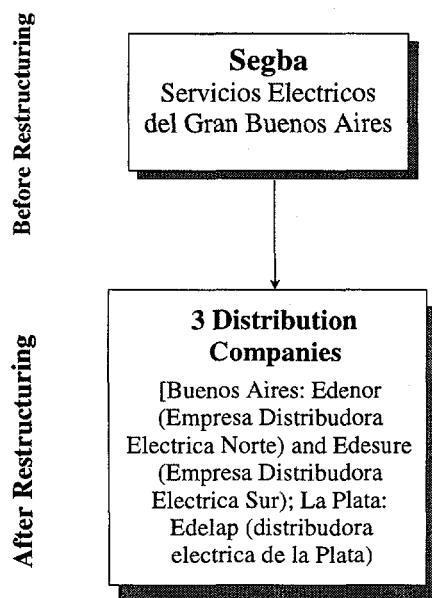 Before Restructuring
Segba
Servicios Electricos
del Gran Buenos Aires
After Restructuring
3 Distribution
Companies
[Buenos Aires: Edenor
(Empresa Distribudora
Electrica Norte) and Edesure
(Empresa Distribudora
Electrica Sur); La Plata:
Edelap (distribudora
electrica de la Plata)